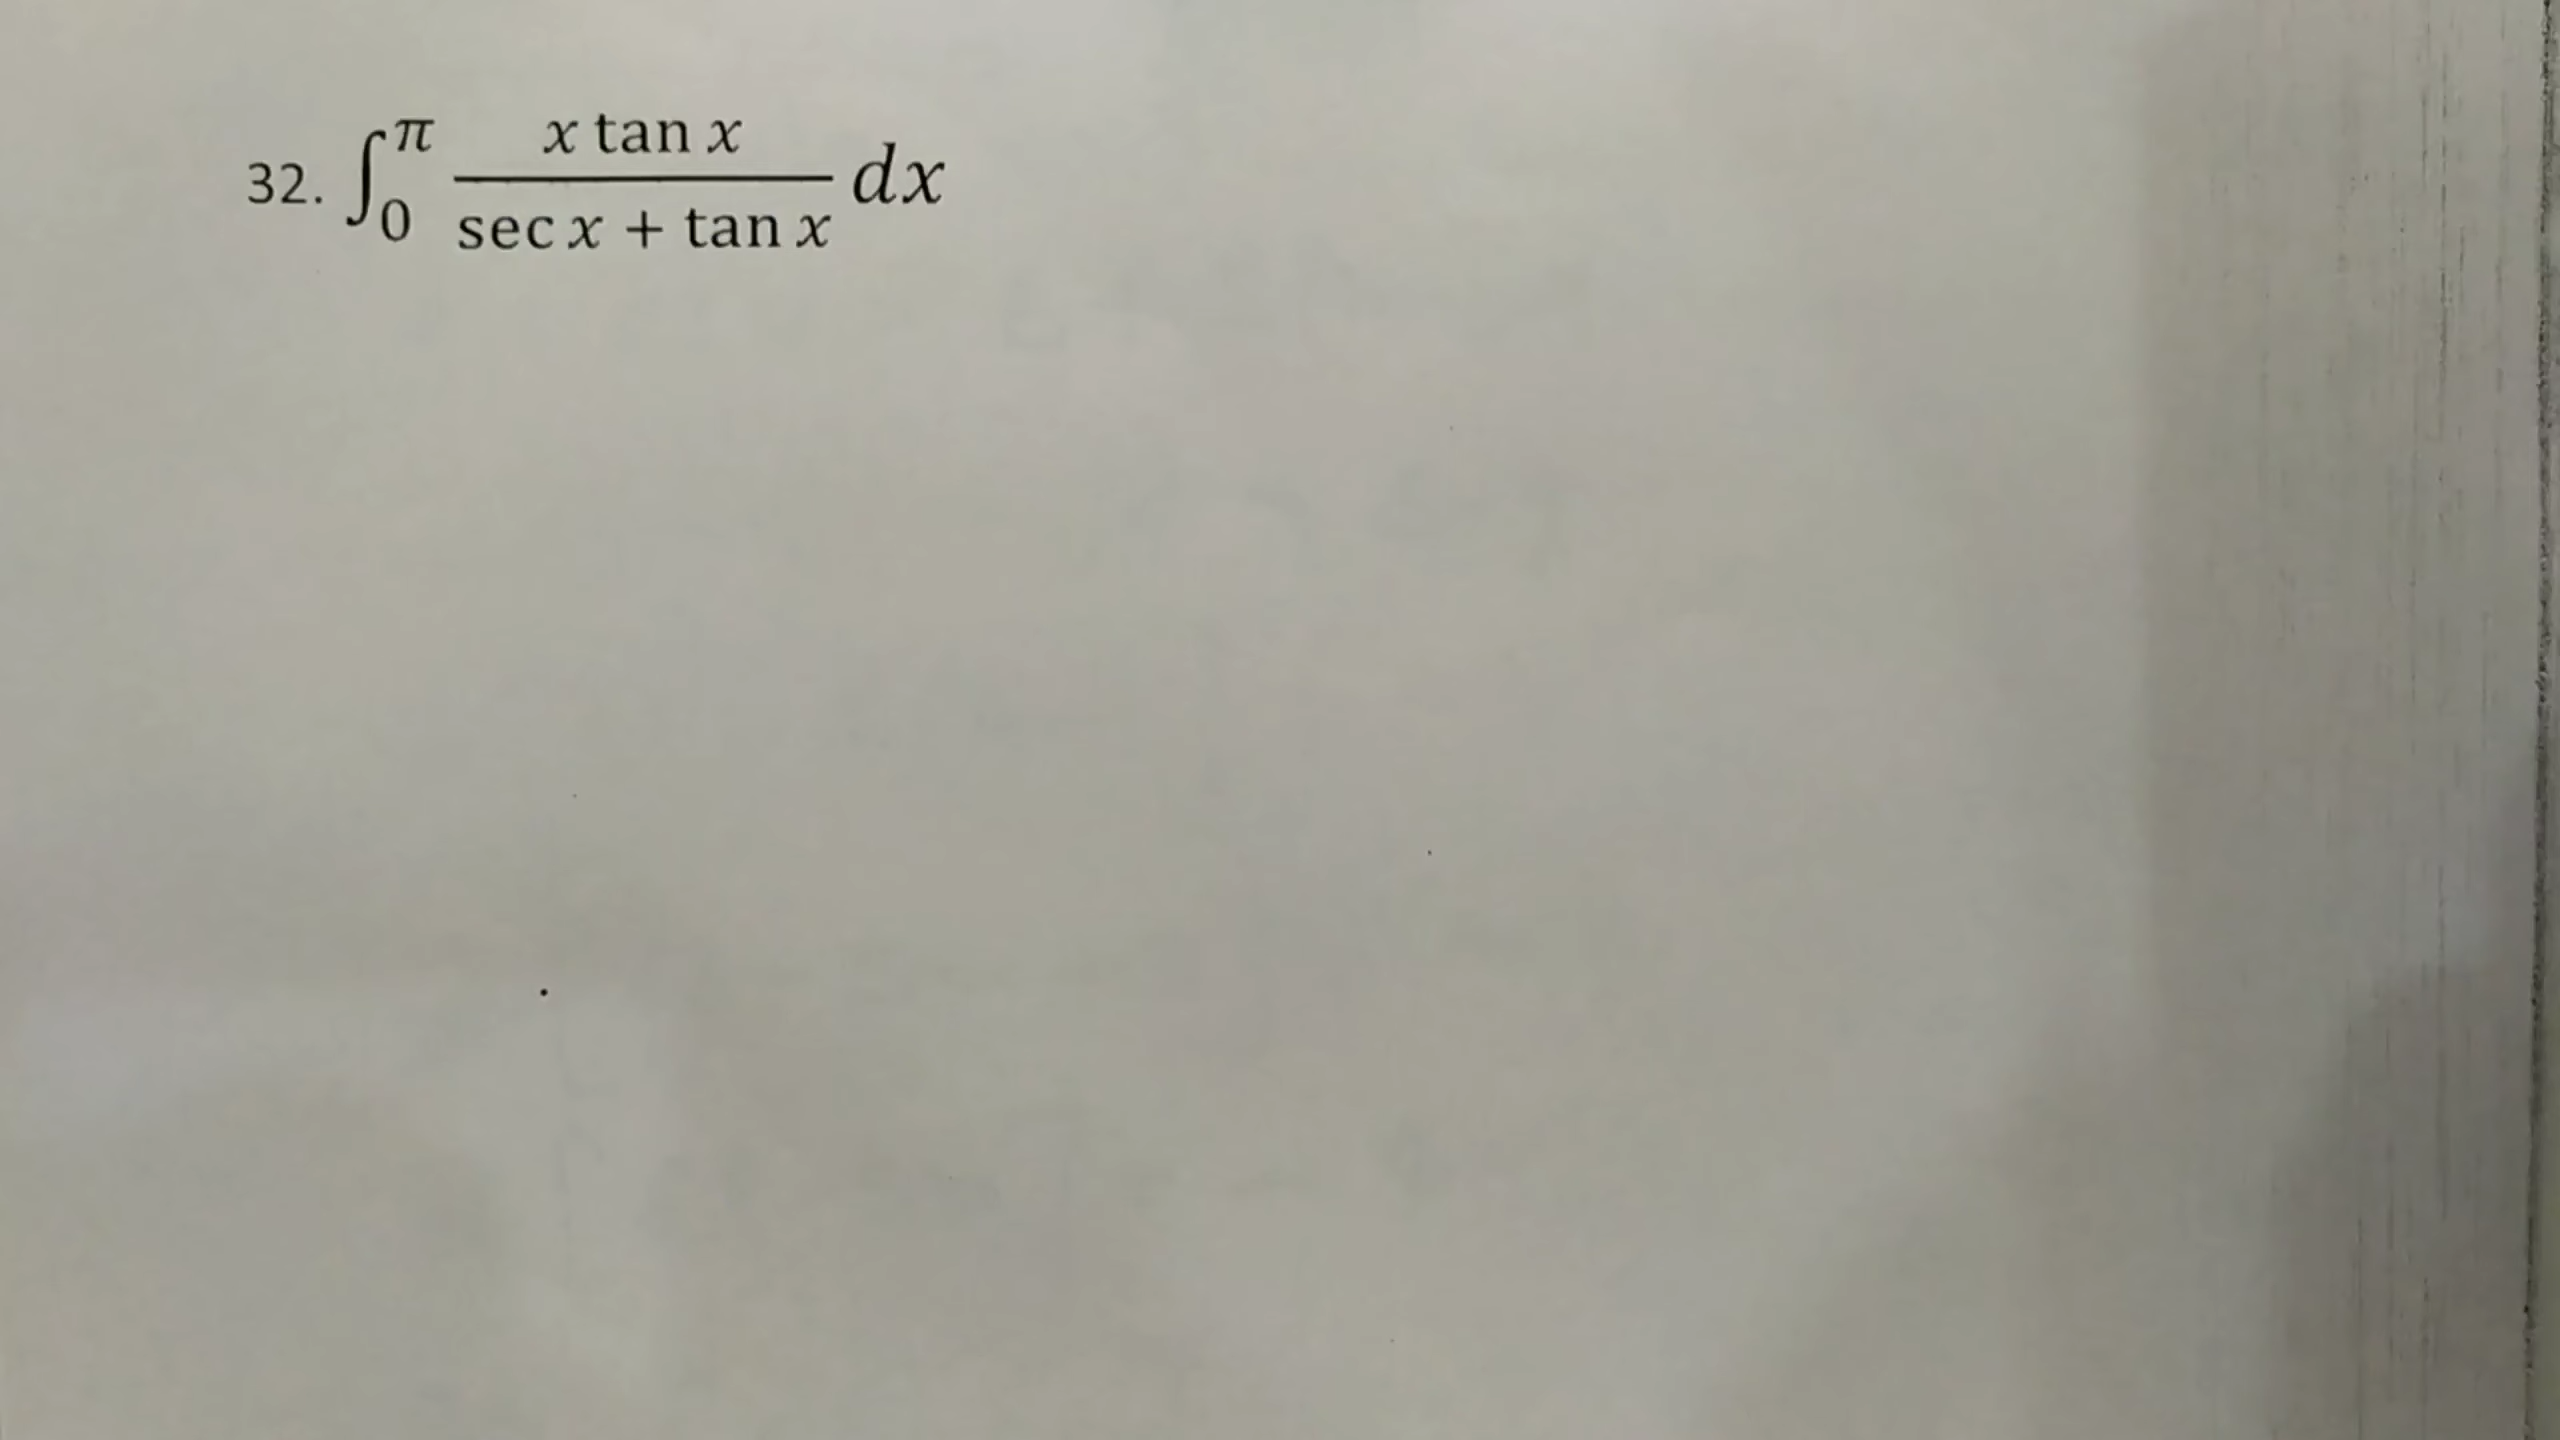 32. ∫₀^π (x tan x)/(sec x + tan x) dx